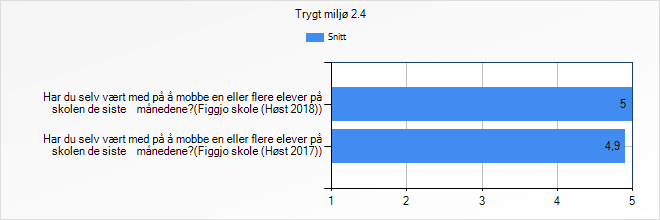 Trygt miljø 2.4
Snitt
Har du selv vært med på å mobbe en eller flere elever på
skolen de siste månedene?(Figgjo skole (Høst 2018))
5
Har du selv vært med på å mobbe en eller flere elever på
skolen de siste månedene?(Figgjo skole (Høst 2017))
4,9
1 2 3 4 5